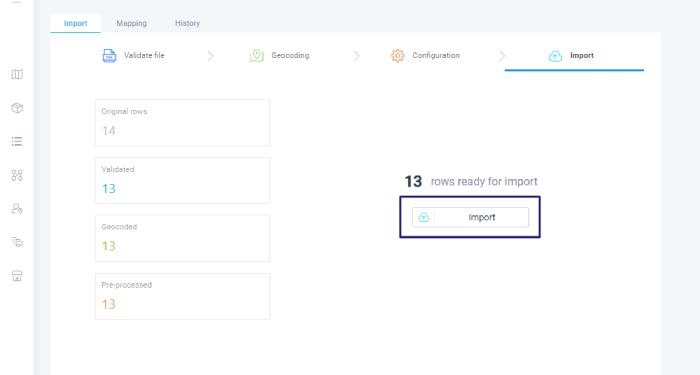 Import Mapping History
Validate file Geocoding Configuration Import
Original rows
14
Validated
13
Geocoded
13
Pre-processed
13
13 rows ready for import
Import